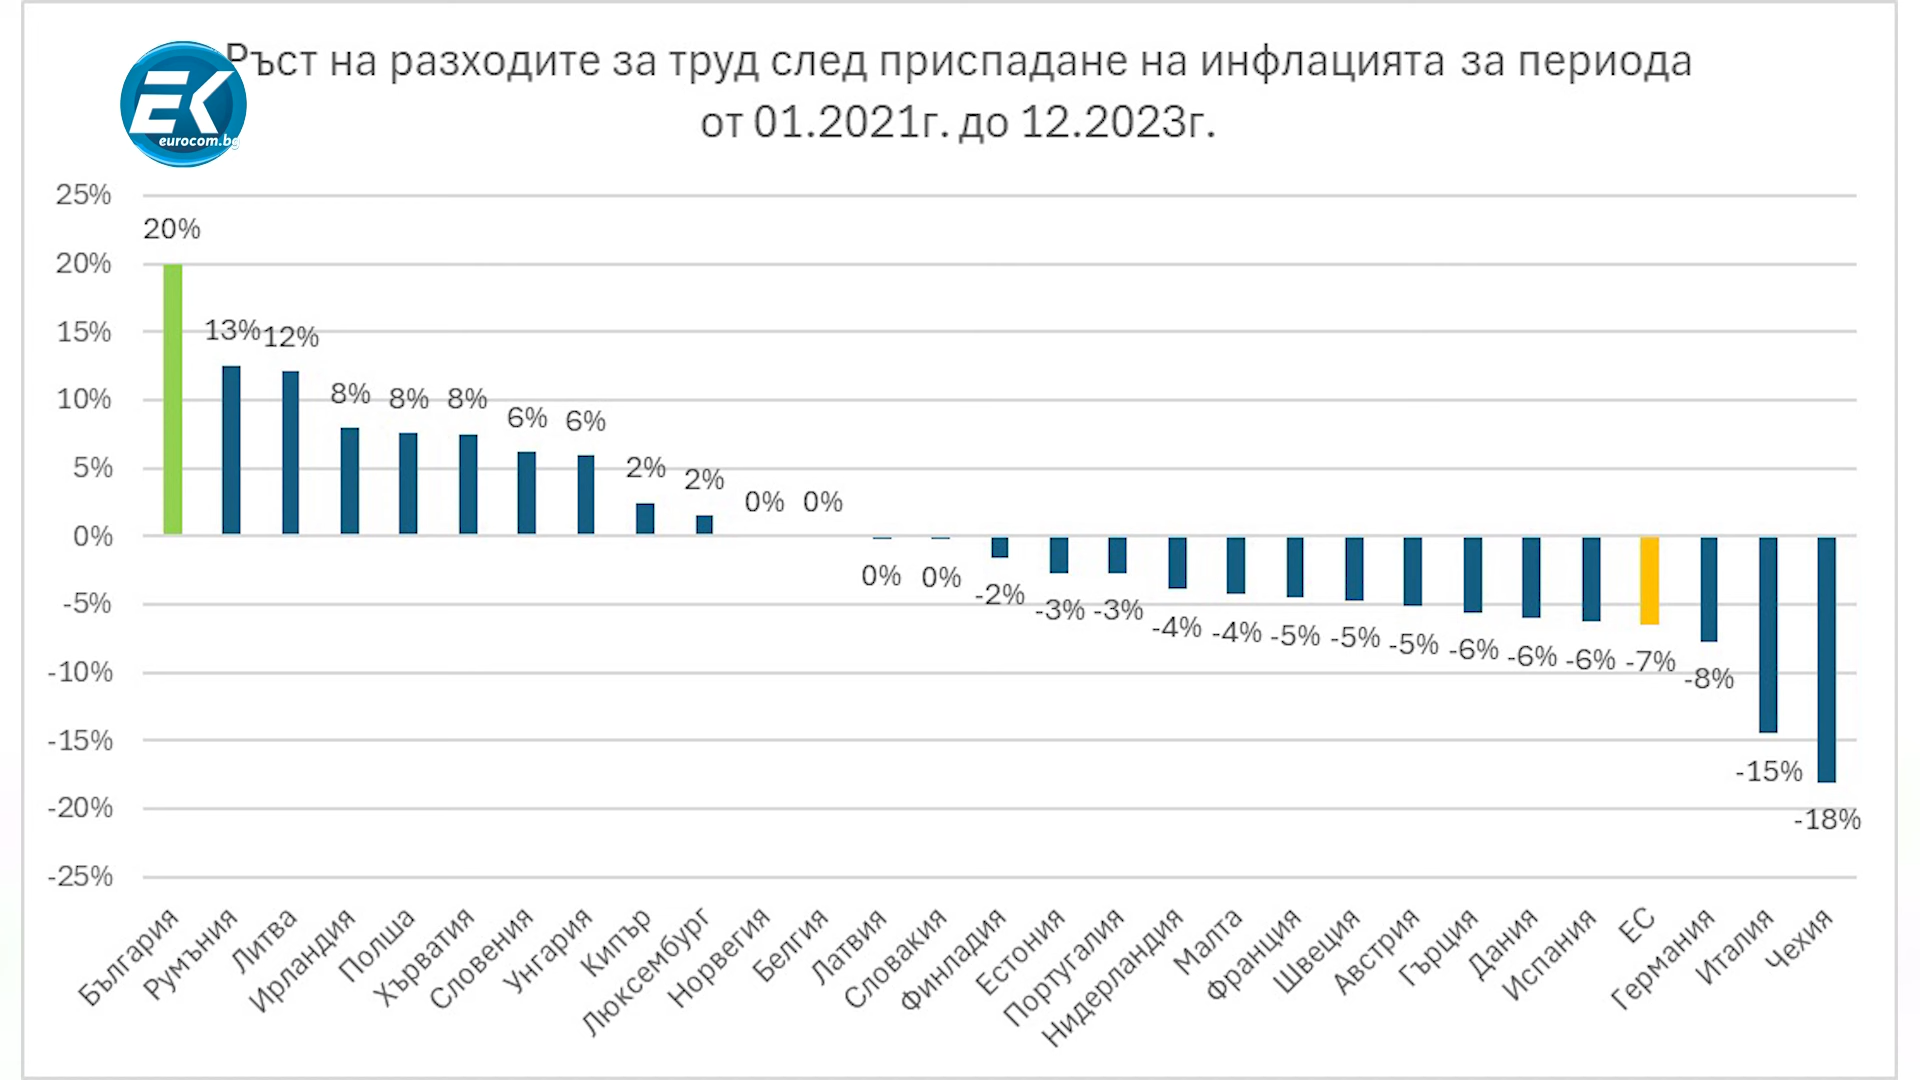 Ръст на разходите за труд след приспадане на инфлацията за периода
от 01.2021г. до 12.2023г.
EK
eurocom.bg
25%
20%
15%
10%
5%
0%
-5%
-10%
-15%
-20%
-25%
20%
13%
12%
8%
8%
8%
6%
6%
2%
2%
0%
0%
0%
0%
-2%
-3%
-3%
-4%
-4%
-5%
-5%
-5%
-6%
-6%
-6%
-7%
-8%
-15%
-18%
България
Румъния
Литва
Ирландия
Полша
Хърватия
Словения
Унгария
Кипър
Люксембург
Норвегия
Белгия
Латвия
Словакия
Финладия
Естония
Португалия
Нидерландия
Малта
Франция
Швеция
Австрия
Гърция
Дания
Испания
ЕС
Германия
Италия
Чехия